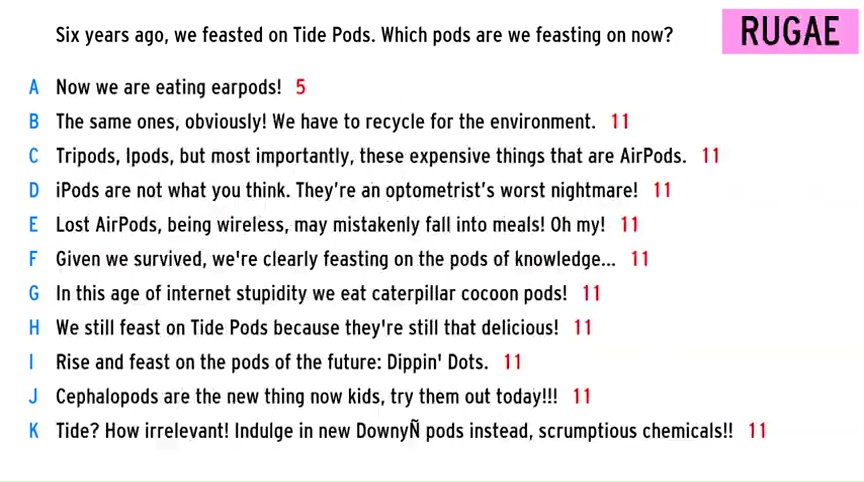 Six years ago, we feasted on Tide Pods. Which pods are we feasting on now?
RUGAE
A Now we are eating earpods! 5
B The same ones, obviously! We have to recycle for the environment. 11
C Tripods, Ipods, but most importantly, these expensive things that are AirPods. 11
D iPods are not what you think. They're an optometrist's worst nightmare! 11
E Lost AirPods, being wireless, may mistakenly fall into meals! Oh my! 11
F Given we survived, we're clearly feasting on the pods of knowledge... 11
G In this age of internet stupidity we eat caterpillar cocoon pods! 11
H We still feast on Tide Pods because they're still that delicious! 11
I Rise and feast on the pods of the future: Dippin' Dots. 11
J Cephalopods are the new thing now kids, try them out today!!! 11
K Tide? How irrelevant! Indulge in new DownyÑ pods instead, scrumptious chemicals!! 11